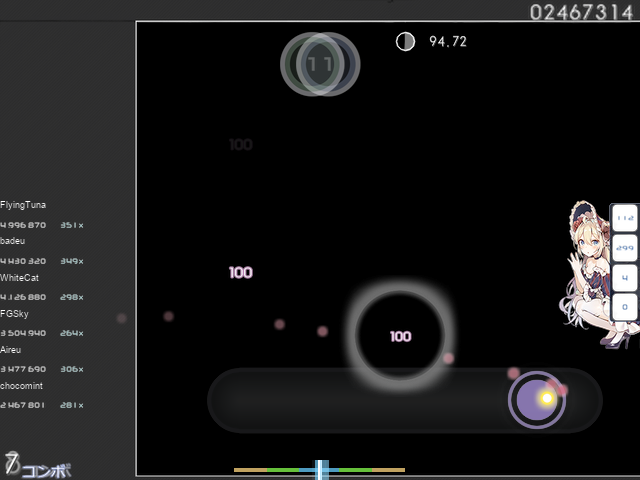 02467314
11
94.72
100
FlyingTuna
4 996 870 351x
112
badeu
4 430 320 349x
299
WhiteCat
100
4 126 880 298x
4
FGSky
3 504 940 264x
0
Aireu
100
3 477 690 306x
chocomint
2 467 801 281x
コンボ